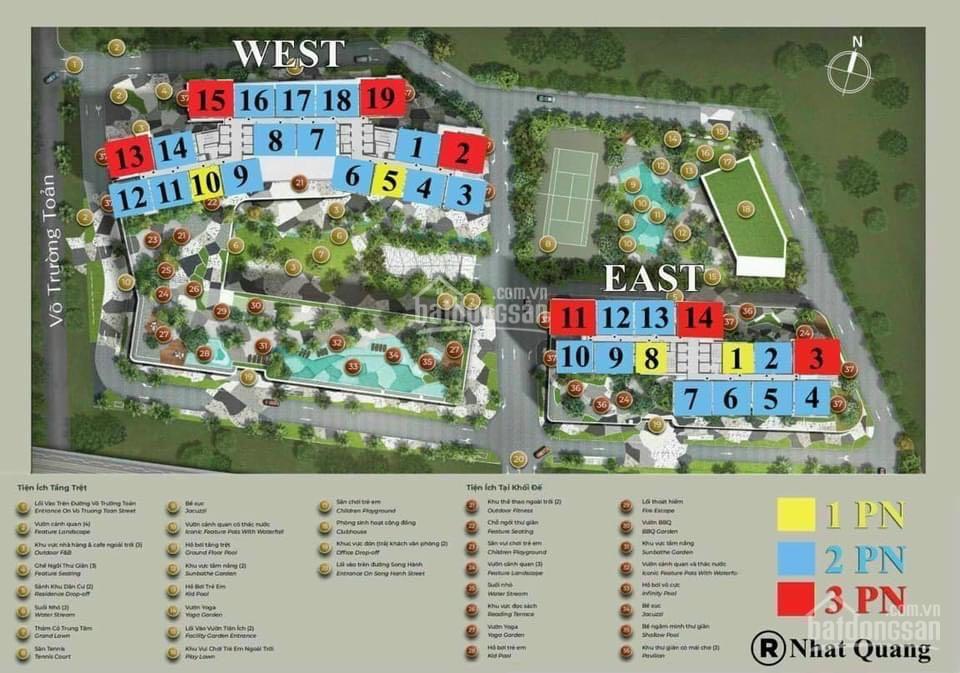 WEST
N
15 16 17 18 19
13 14 8 7 1 2
12 11 10 9 6 5 4 3
Võ Trường Toản
EAST
11 12 13 14
10 9 8 1 2 3
7 6 5 4
batdongsan.com.vn
Tiện Ích Tầng Trệt
Lối Vào Trên Đường Võ Trường Toản
Entrance On Vo Truong Toan Street
Vườn cảnh quan (4)
Feature Landscape
Khu vực nhà hàng & cafe ngoài trời (3)
Outdoor F&B
Ghế Ngồi Thư Giãn (3)
Feature Seating
Sảnh Khu Dân Cư (2)
Residence Drop-off
Suối Nhỏ (2)
Water Stream
Thảm Cỏ Trung Tâm
Grand Lawn
Sân Tennis
Tennis Court
Bể sục
Jacuzzi
Vườn cảnh quan có thác nước
Iconic Feature Pots With Waterfall
Hồ bơi tầng trệt
Ground Floor Pool
Khu vực tắm nắng (2)
Sunbathe Garden
Hồ Bơi Trẻ Em
Kid Pool
Vườn Yoga
Yoga Garden
Lối Vào Vườn Tiện Ích (2)
Facility Garden Entrance
Khu Vui Chơi Trẻ Em Ngoài Trời
Play Lawn
Sân chơi trẻ em
Children Playground
Phòng sinh hoạt cộng đồng
Clubhouse
Khu vực đón (trả) khách văn phòng (2)
Office Drop-off
Lối vào trên đường Song Hành
Entrance On Song Hanh Street
Tiện Ích Tại Khối Đế
Khu thể thao ngoài trời (2)
Outdoor Fitness
Chỗ ngồi thư giãn
Feature Seating
Sân vui chơi trẻ em
Children Playground
Vườn cảnh quan (3)
Feature Landscape
Suối nhỏ
Water Stream
Khu vực đọc sách
Reading Terrace
Vườn Yoga
Yoga Garden
Hồ bơi trẻ em
Kid Pool
Lối thoát hiểm
Fire Escape
Vườn BBQ
BBQ Garden
Khu vực tắm nắng
Sunbathe Garden
Vườn cảnh quan và thác nước
Iconic Feature Pots With Waterfa
Hồ bơi vô cực
Infinity Pool
Bể sục
Jacuzzi
Bể ngâm mình thư giãn
Shallow Pool
Khu thư giãn có mái che (3)
Pavilion
1 PN
2 PN
3 PN
batdongsan.com.vn
® Nhat Quang